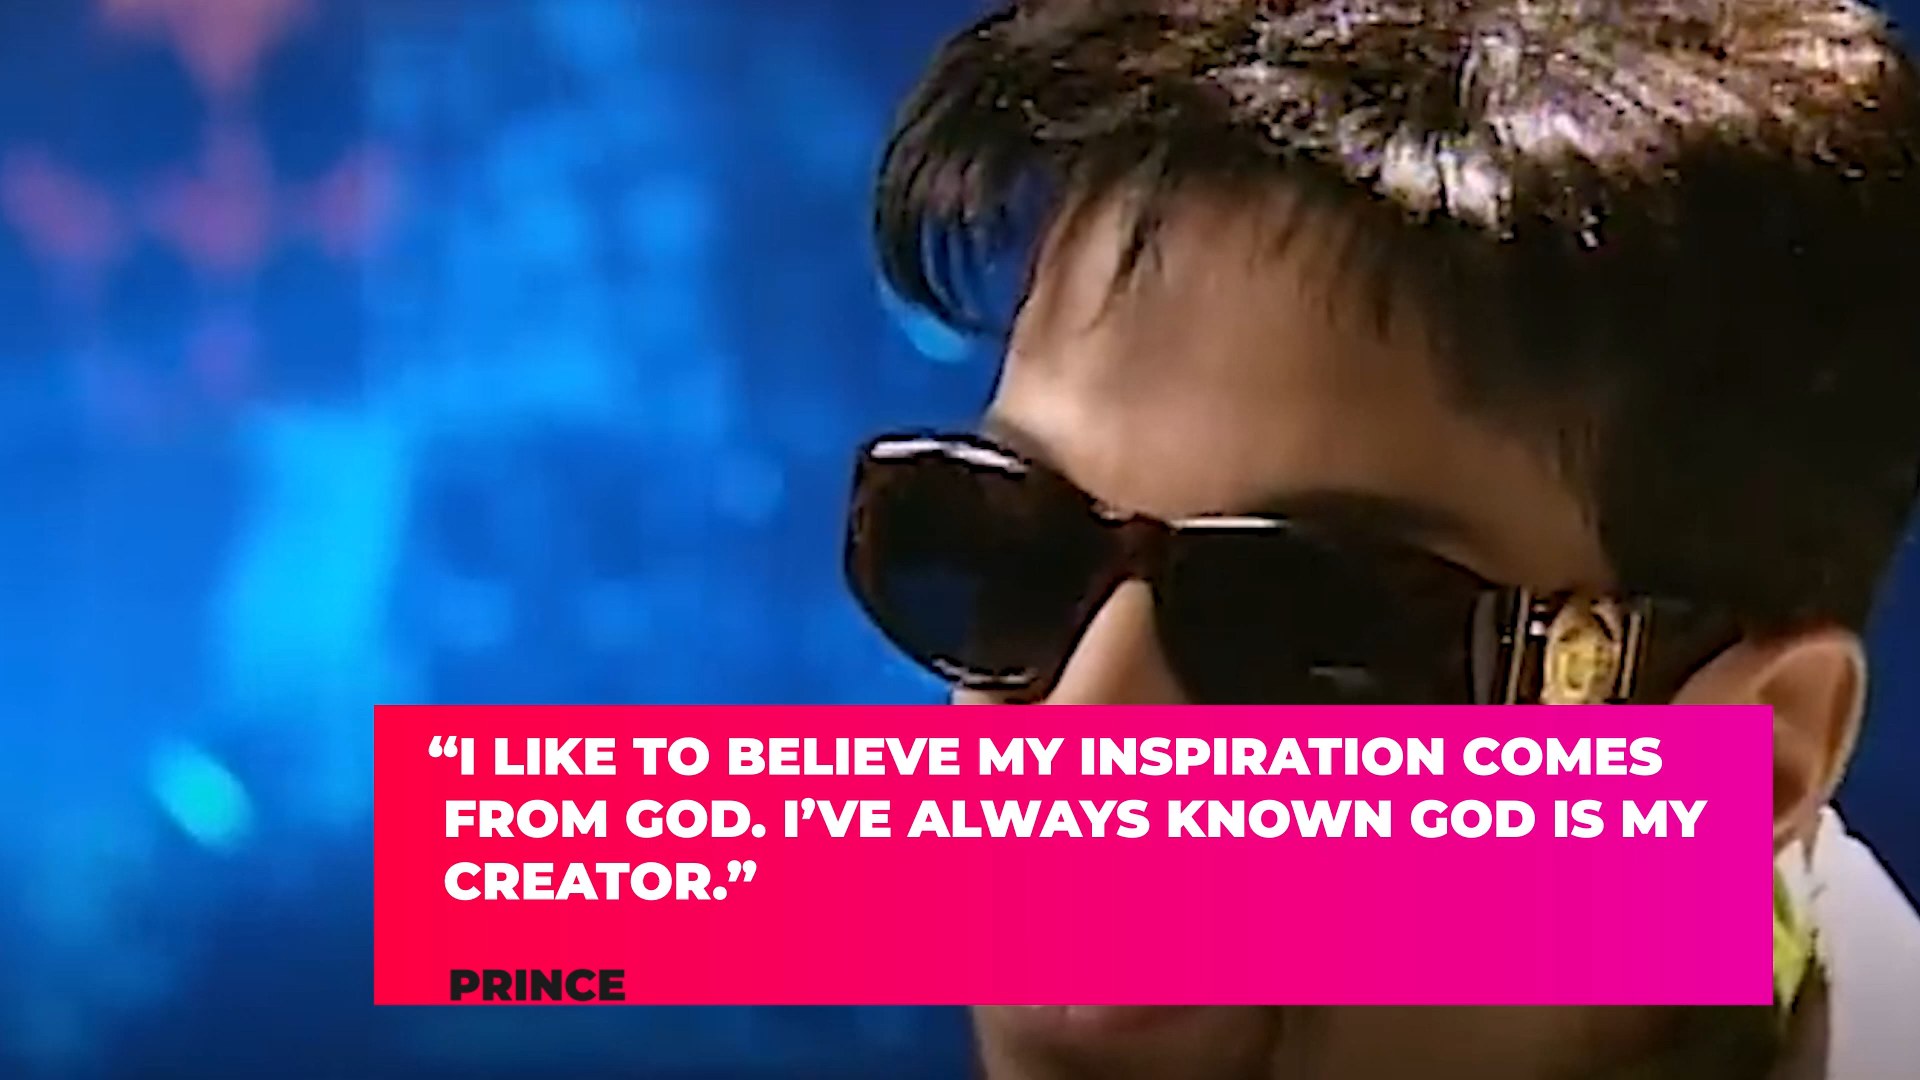 “I LIKE TO BELIEVE MY INSPIRATION COMES
FROM GOD. I’VE ALWAYS KNOWN GOD IS MY
CREATOR.”
PRINCE